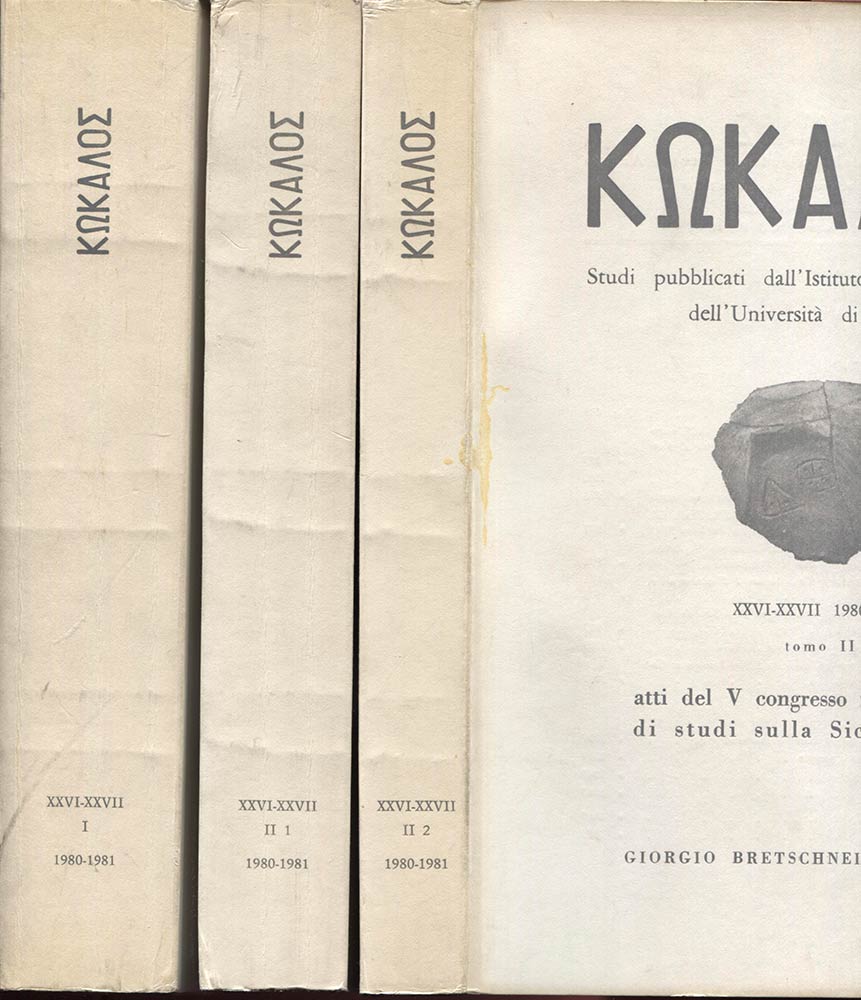 ΚΩΚΑΛΟΣ
XXVI-XXVII
I
1980-1981
ΚΩΚΑΛΟΣ
XXVI-XXVII
II 1
1980-1981
ΚΩΚΑΛΟΣ
XXVI-XXVII
II 2
1980-1981
ΚΩΚΑ
Studi pubblicati dall'Istituto
dell'Università di
XXVI-XXVII 1980
tomo II
atti del V congresso
di studi sulla Sic
GIORGIO BRETSCHNEI